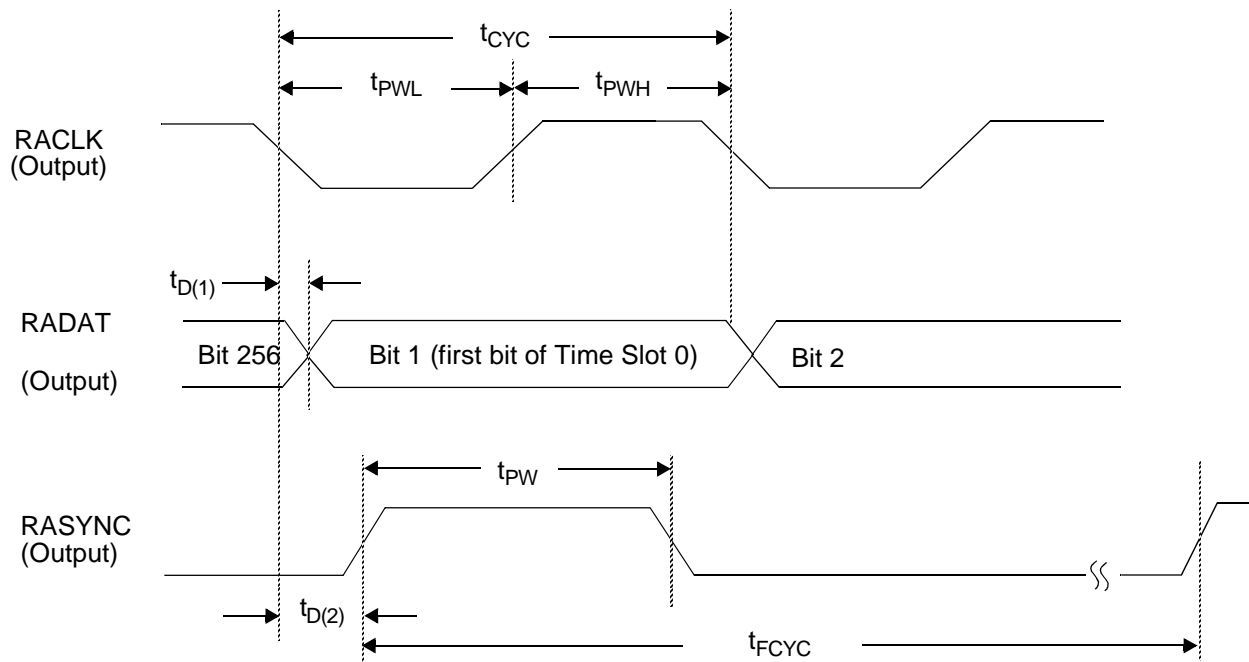 tCYC
tPWL tPWH
RACLK
(Output)
tD(1)
RADAT
(Output)
Bit 256 Bit 1 (first bit of Time Slot 0) Bit 2
tPW
RASYNC
(Output)
tD(2)
tFCYC